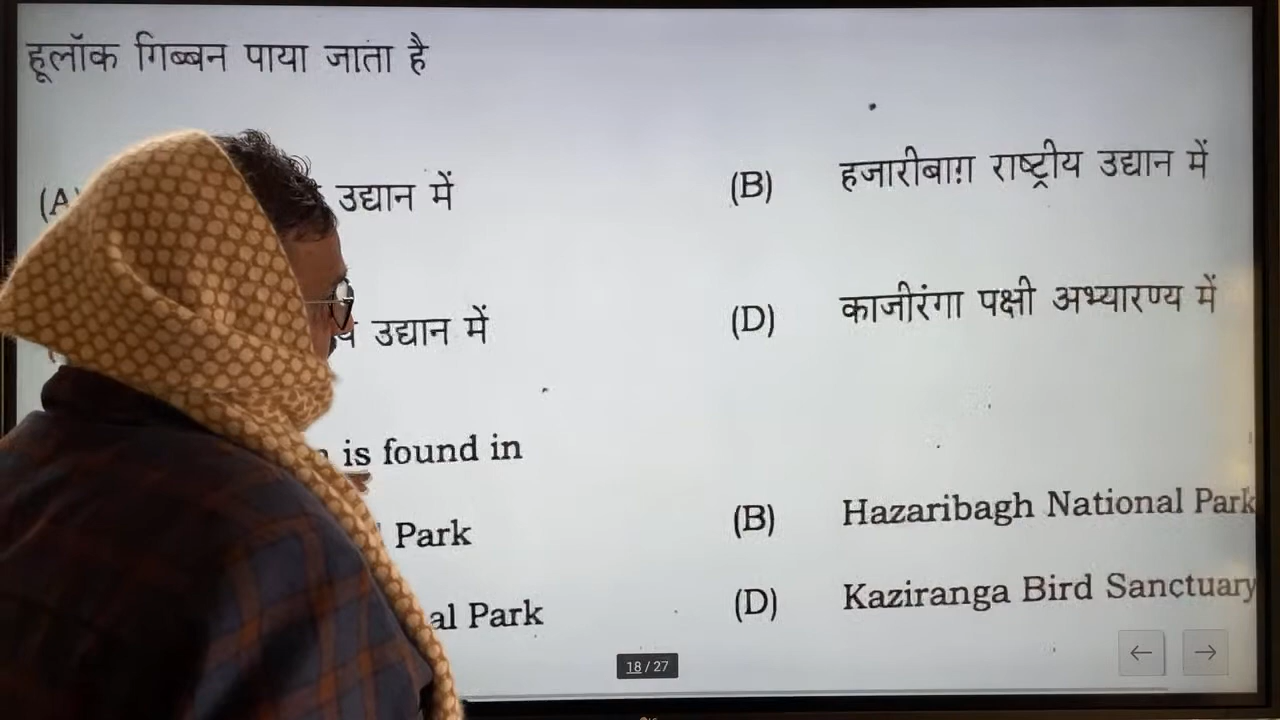 हूलॉक गिब्बन पाया जाता है
(A) उद्यान में
(B) हजारीबाग़ राष्ट्रीय उद्यान में
उद्यान में
(D) काजीरंगा पक्षी अभ्यारण्य में
is found in
Park
(B) Hazaribagh National Park
al Park
(D) Kaziranga Bird Sanctuary
18 / 27